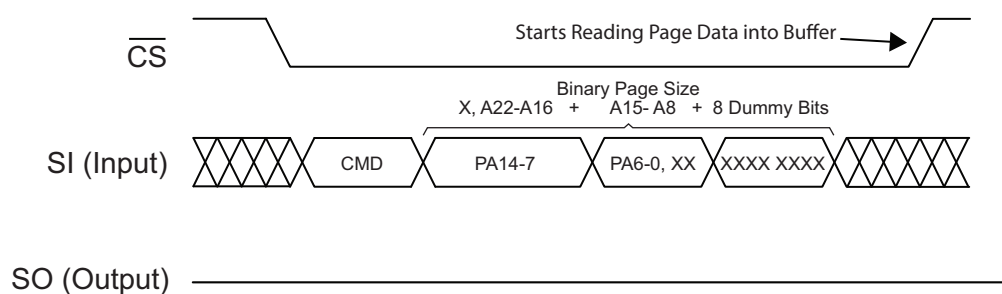 Starts Reading Page Data into Buffer
CS
Binary Page Size
X, A22-A16 + A15- A8 + 8 Dummy Bits
SI (Input) CMD PA14-7 PA6-0, XX XXXX XXXX
SO (Output)